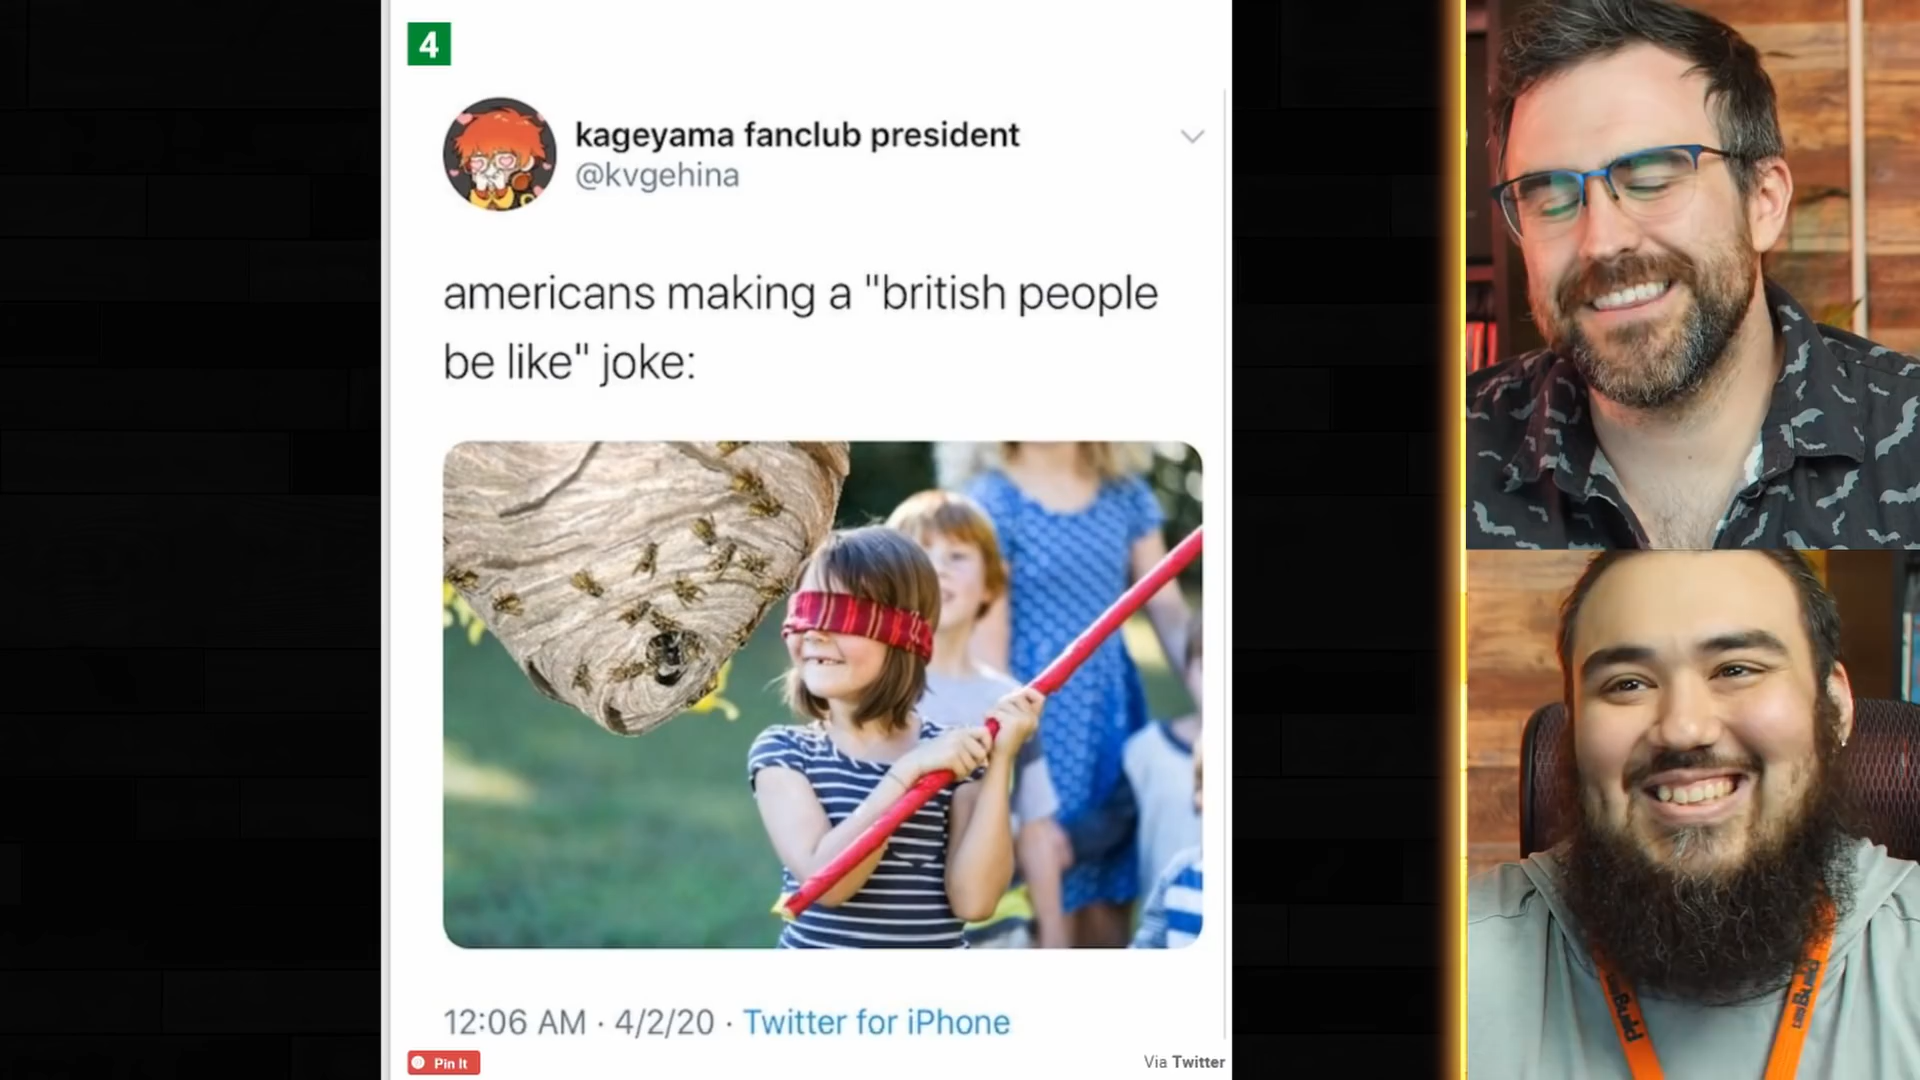 4
kageyama fanclub president
@kvgehina
americans making a "british people
be like" joke:
12:06 AM · 4/2/20 · Twitter for iPhone
Pin It
Via Twitter